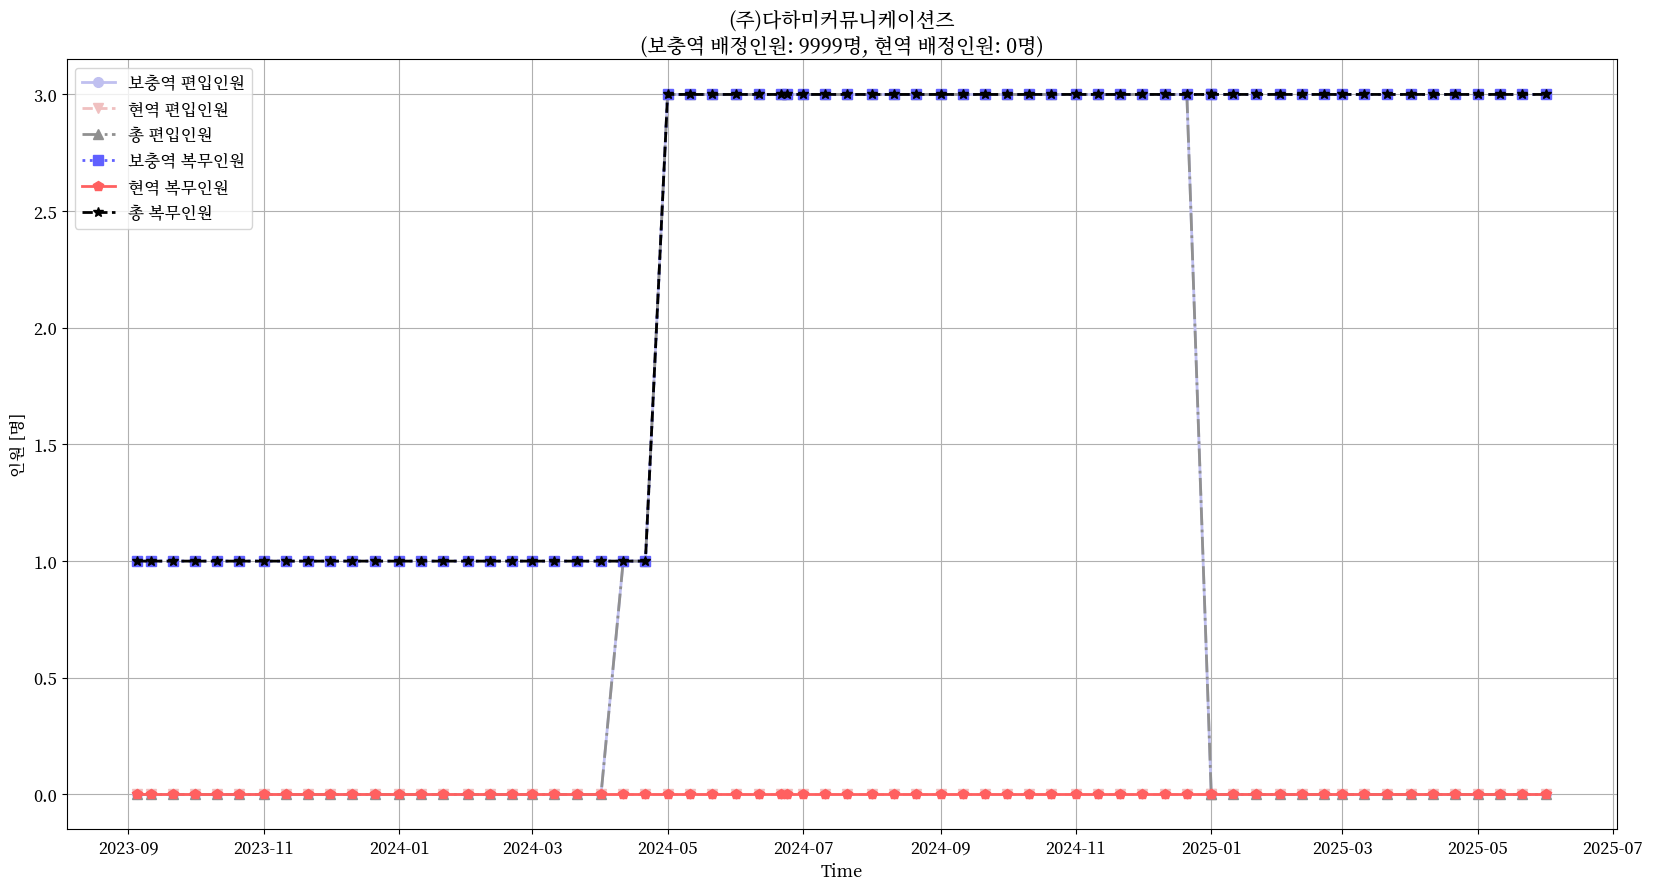 (주)다하미커뮤니케이션즈
(보충역 배정인원: 9999명, 현역 배정인원: 0명)
보충역 편입인원
현역 편입인원
총 편입인원
보충역 복무인원
현역 복무인원
총 복무인원
3.0
2.5
2.0
1.5
1.0
0.5
0.0
인원 [명]
2023-09 2023-11 2024-01 2024-03 2024-05 2024-07 2024-09 2024-11 2025-01 2025-03 2025-05 2025-07
Time